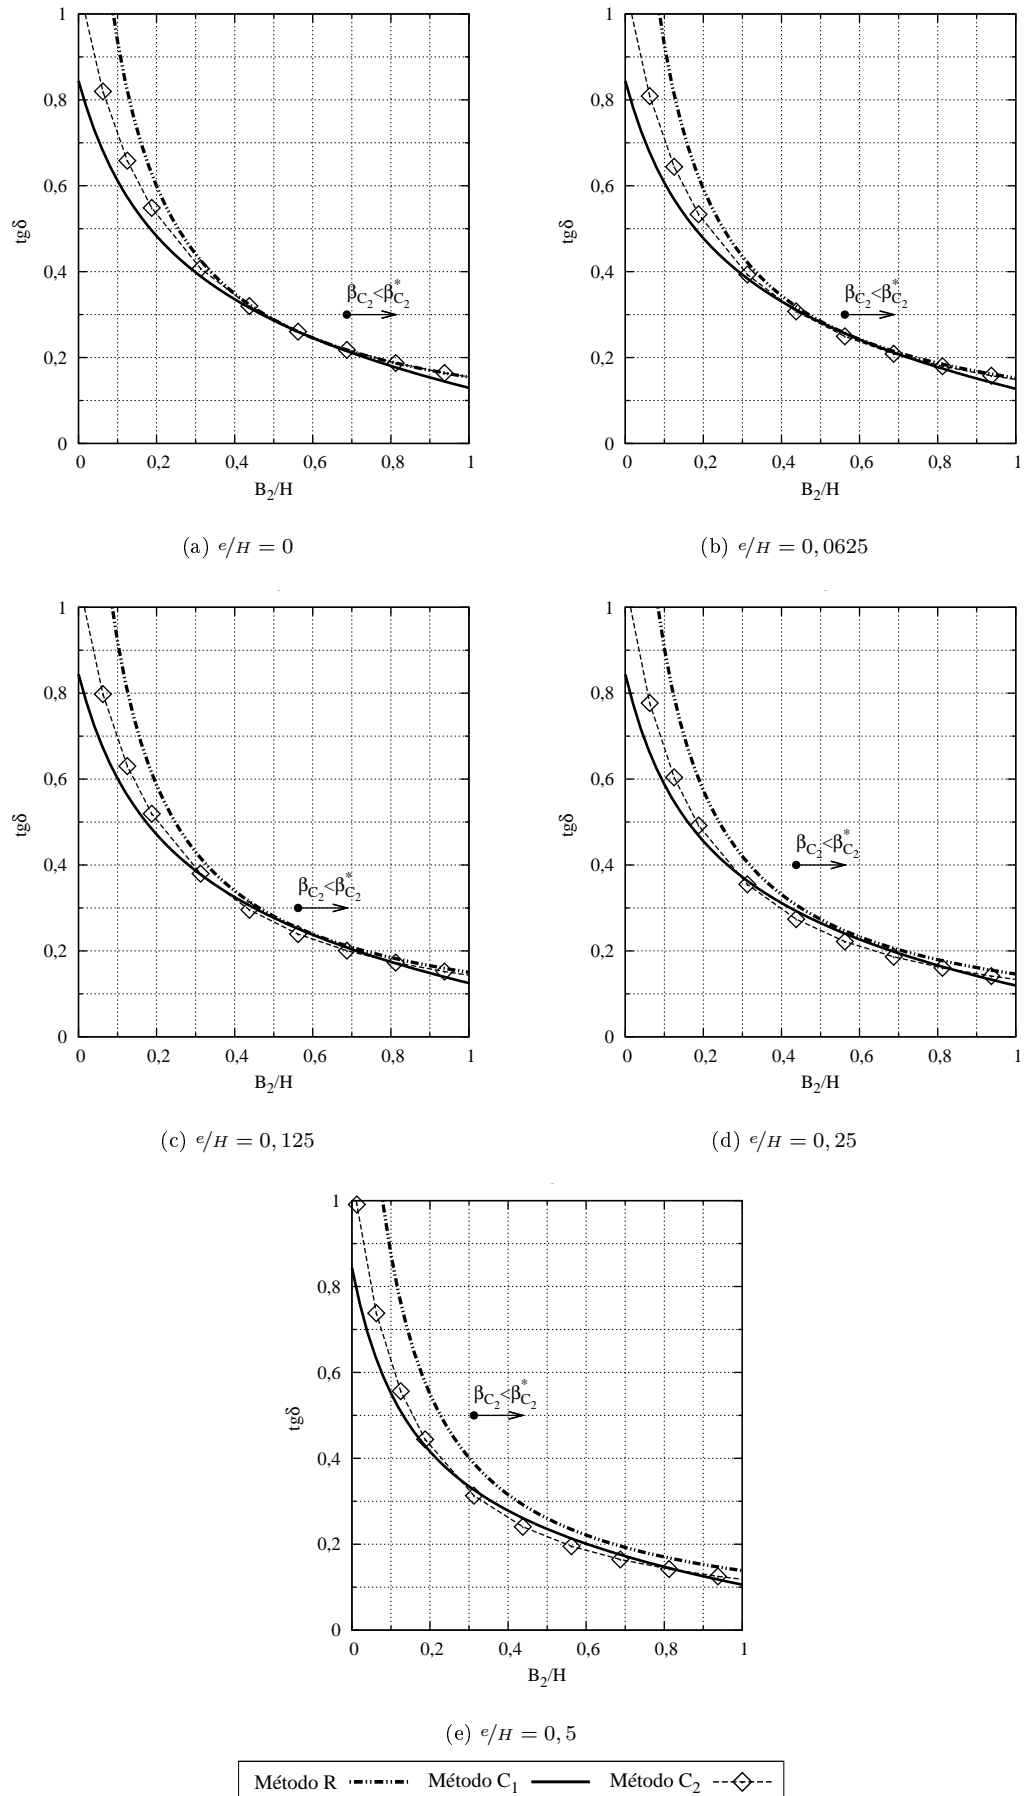 1
0,8
0,6
0,4
0,2
0
tgδ
β_{C_2}<β^*_{C_2}
0 0,2 0,4 0,6 0,8 1
B_2/H
(a) e/H = 0
1
0,8
0,6
0,4
0,2
0
tgδ
β_{C_2}<β^*_{C_2}
0 0,2 0,4 0,6 0,8 1
B_2/H
(b) e/H = 0,0625
1
0,8
0,6
0,4
0,2
0
tgδ
β_{C_2}<β^*_{C_2}
0 0,2 0,4 0,6 0,8 1
B_2/H
(c) e/H = 0,125
1
0,8
0,6
0,4
0,2
0
tgδ
β_{C_2}<β^*_{C_2}
0 0,2 0,4 0,6 0,8 1
B_2/H
(d) e/H = 0,25
1
0,8
0,6
0,4
0,2
0
tgδ
β_{C_2}<β^*_{C_2}
0 0,2 0,4 0,6 0,8 1
B_2/H
(e) e/H = 0,5
Método R Método C_1 Método C_2